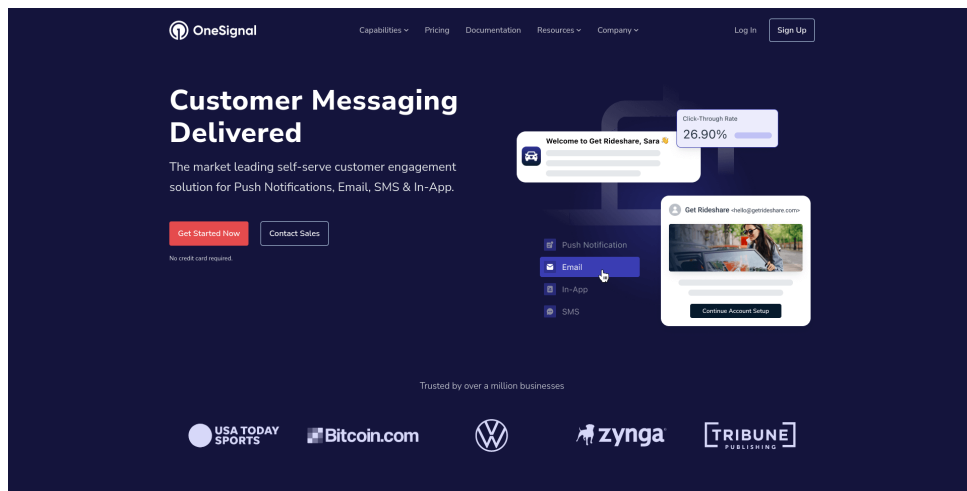 OneSignal
Capabilities
Pricing
Documentation
Resources
Company
Log In
Sign Up
Customer Messaging
Delivered
The market leading self-serve customer engagement
solution for Push Notifications, Email, SMS & In-App.
Get Started Now
Contact Sales
No credit card required.
Click-Through Rate
26.90%
Welcome to Get Rideshare, Sara 👋
Get Rideshare <hello@getrideshare.com>
Continue Account Setup
Push Notification
Email
In-App
SMS
Trusted by over a million businesses
USA TODAY
SPORTS
Bitcoin.com
zynga
TRIBUNE
PUBLISHING